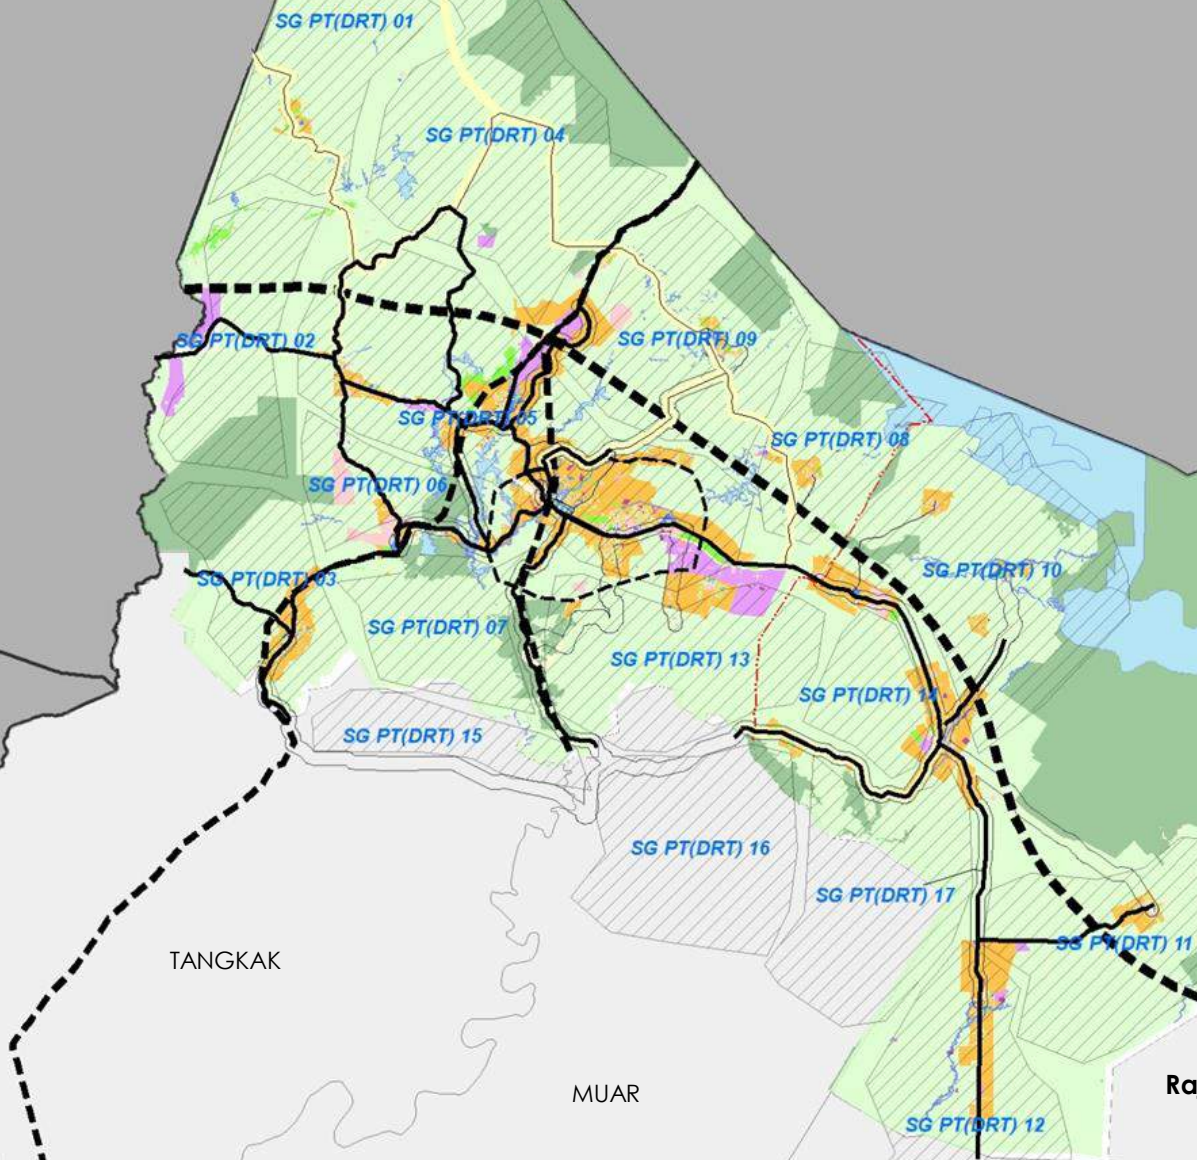 SG PT(DRT) 01
SG PT(DRT) 04
SG PT(DRT) 02
SG PT(DRT) 09
SG PT(DRT) 05
SG PT(DRT) 08
SG PT(DRT) 06
SG PT(DRT) 10
SG PT(DRT) 03
SG PT(DRT) 07
SG PT(DRT) 13
SG PT(DRT) 14
SG PT(DRT) 15
SG PT(DRT) 16
SG PT(DRT) 17
SG PT(DRT) 11
TANGKAK
MUAR
Ra
SG PT(DRT) 12